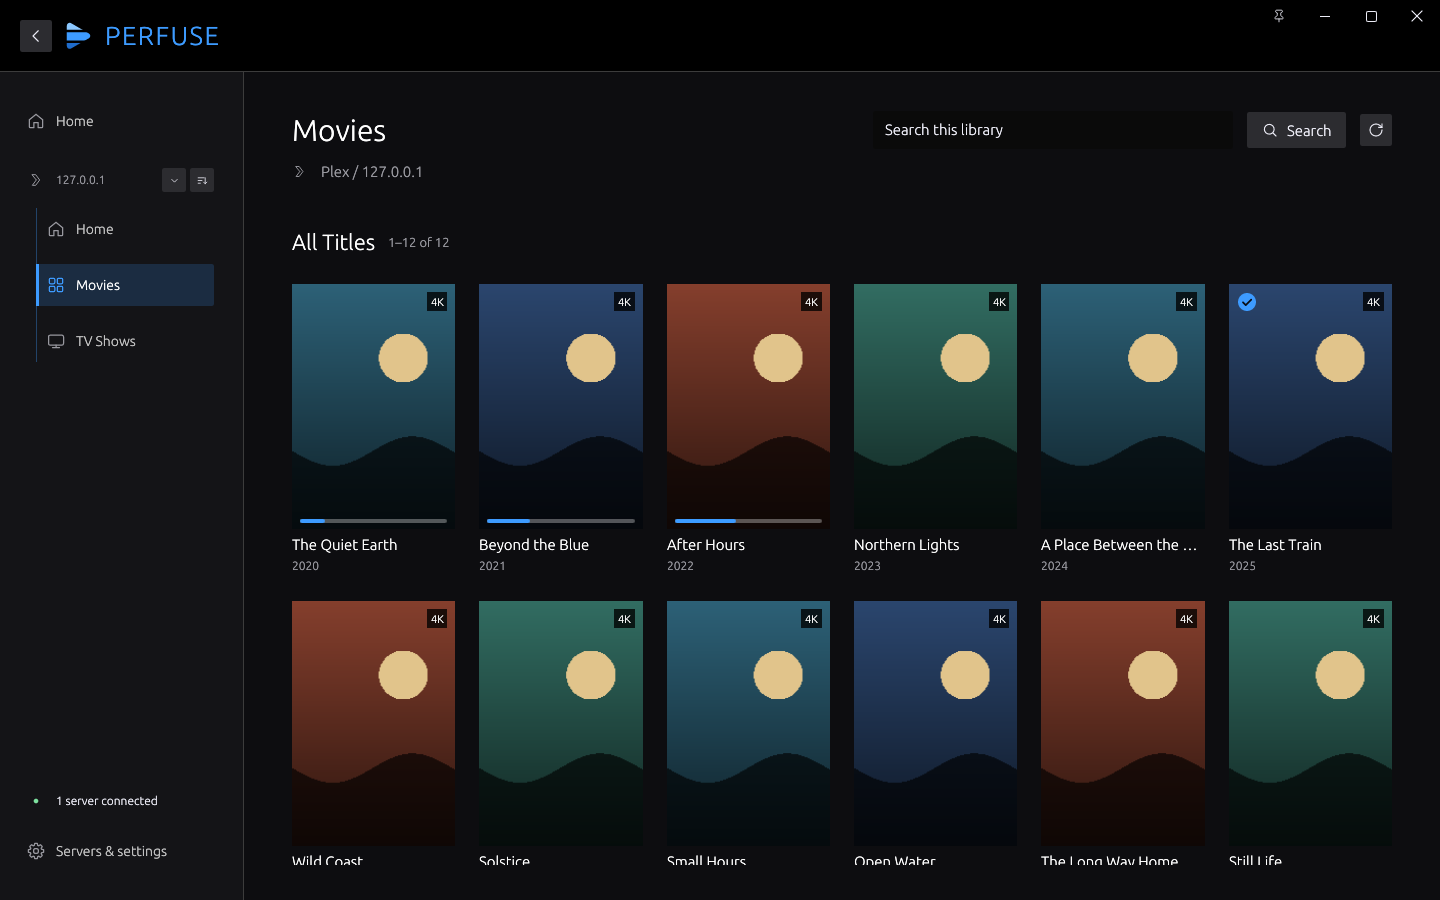 PERFUSE
Home
127.0.0.1
Home
Movies
TV Shows
1 server connected
Servers & settings
Movies
Search this library
Search
Plex / 127.0.0.1
All Titles 1–12 of 12
4K 4K 4K 4K 4K 4K
The Quiet Earth
2020
Beyond the Blue
2021
After Hours
2022
Northern Lights
2023
A Place Between the ...
2024
The Last Train
2025
4K 4K 4K 4K 4K 4K
Wild Coast
Solstice
Small Hours
Open Water
The Long Way Home
Still Life